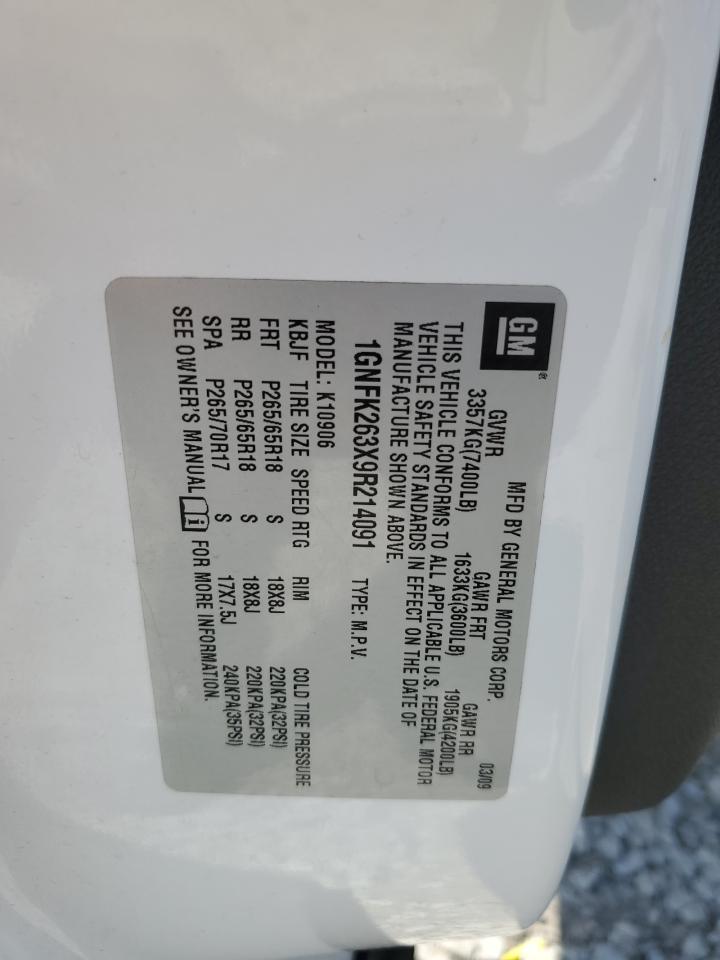 GM®
MFD BY GENERAL MOTORS CORP. 03/09
GVWR GAWR FRT GAWR RR
3357KG(7400LB) 1633KG(3600LB) 1905KG(4200LB)
THIS VEHICLE CONFORMS TO ALL APPLICABLE U.S. FEDERAL MOTOR
VEHICLE SAFETY STANDARDS IN EFFECT ON THE DATE OF
MANUFACTURE SHOWN ABOVE.
1GNFK263X9R214091 TYPE: M.P.V.
MODEL: K10906
KBJF TIRE SIZE SPEED RTG RIM COLD TIRE PRESSURE
FRT P265/65R18 S 18X8J 220KPA(32PSI)
RR P265/65R18 S 18X8J 220KPA(32PSI)
SPA P265/70R17 S 17X7.5J 240KPA(35PSI)
SEE OWNER'S MANUAL i FOR MORE INFORMATION.